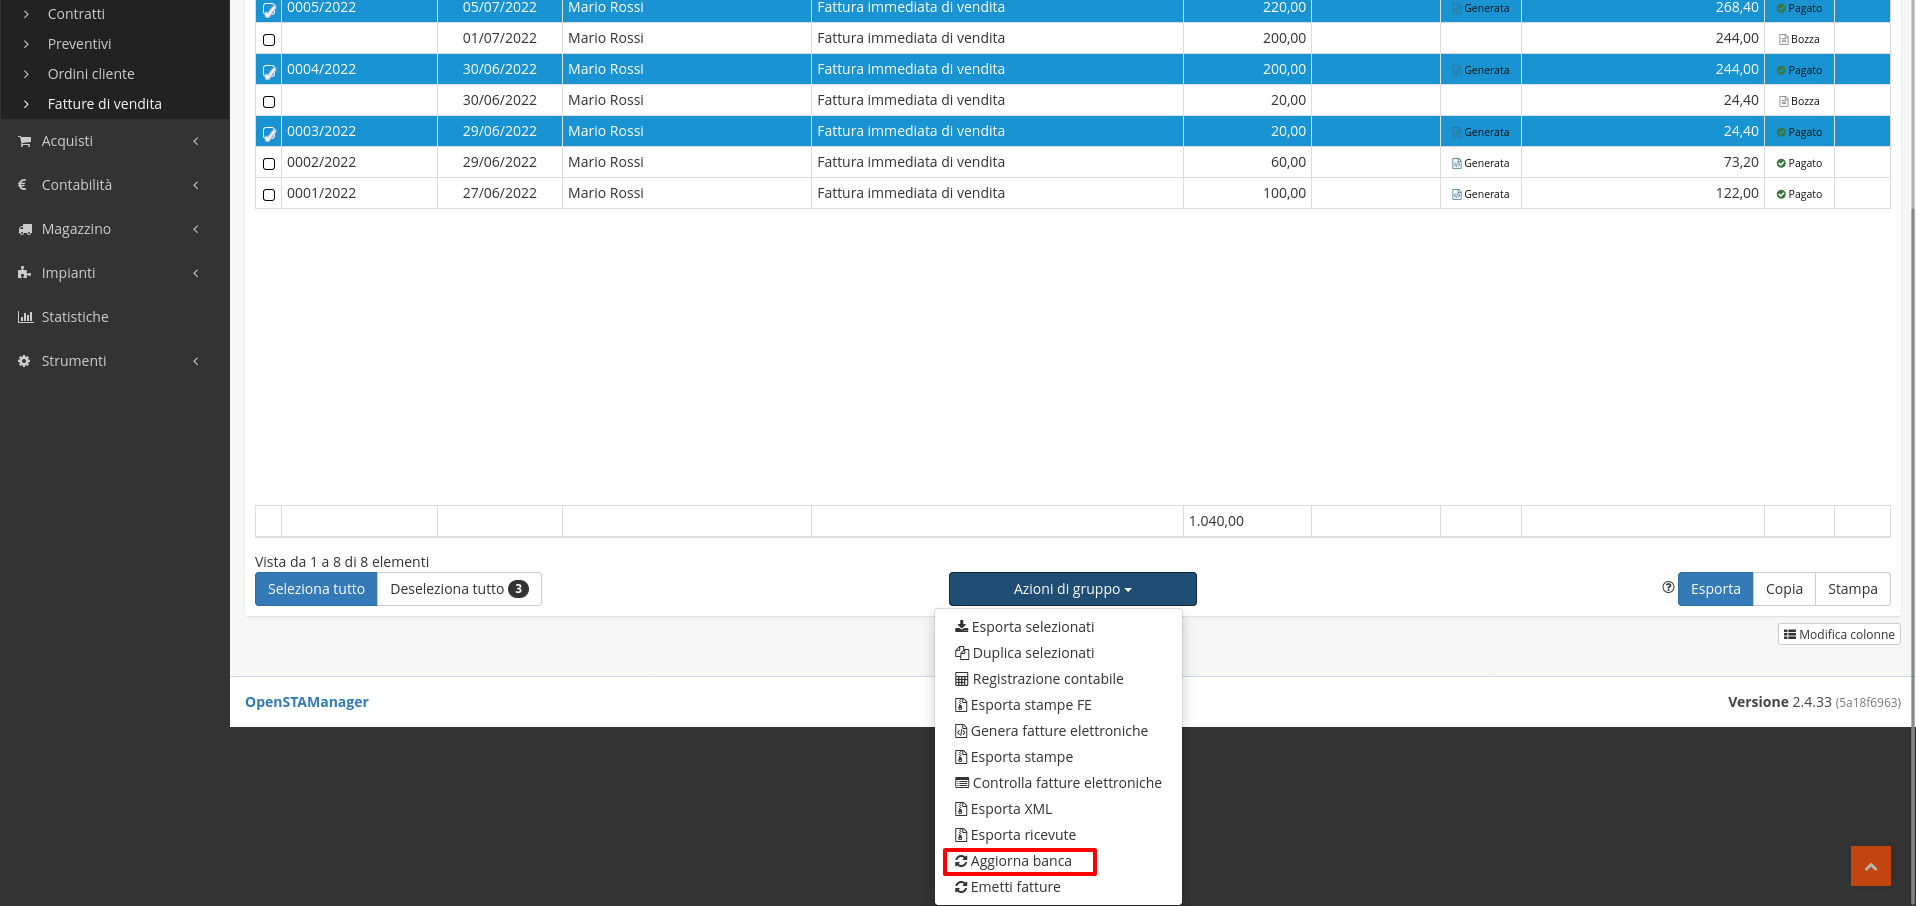 Contratti
Preventivi
Ordini cliente
Fatture di vendita
Acquisti
Contabilità
Magazzino
Impianti
Statistiche
Strumenti
0005/2022 05/07/2022 Mario Rossi Fattura immediata di vendita 220,00 Generata 268,40 Pagato
01/07/2022 Mario Rossi Fattura immediata di vendita 200,00 244,00 Bozza
0004/2022 30/06/2022 Mario Rossi Fattura immediata di vendita 200,00 Generata 244,00 Pagato
30/06/2022 Mario Rossi Fattura immediata di vendita 20,00 24,40 Bozza
0003/2022 29/06/2022 Mario Rossi Fattura immediata di vendita 20,00 Generata 24,40 Pagato
0002/2022 29/06/2022 Mario Rossi Fattura immediata di vendita 60,00 Generata 73,20 Pagato
0001/2022 27/06/2022 Mario Rossi Fattura immediata di vendita 100,00 Generata 122,00 Pagato
1.040,00
Vista da 1 a 8 di 8 elementi
Seleziona tutto Deseleziona tutto 3 Azioni di gruppo Esporta Copia Stampa
Modifica colonne
Esporta selezionati
Duplica selezionati
Registrazione contabile
Esporta stampe FE
Genera fatture elettroniche
Esporta stampe
Controlla fatture elettroniche
Esporta XML
Esporta ricevute
Aggiorna banca
Emetti fatture
OpenSTAManager Versione 2.4.33 (5a18f6963)